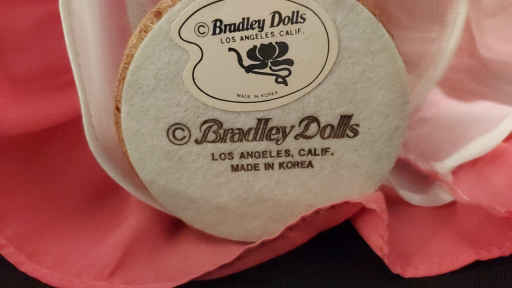 © Bradley Dolls
LOS ANGELES, CALIF.
MADE IN KOREA
© Bradley Dolls
LOS ANGELES, CALIF.
MADE IN KOREA